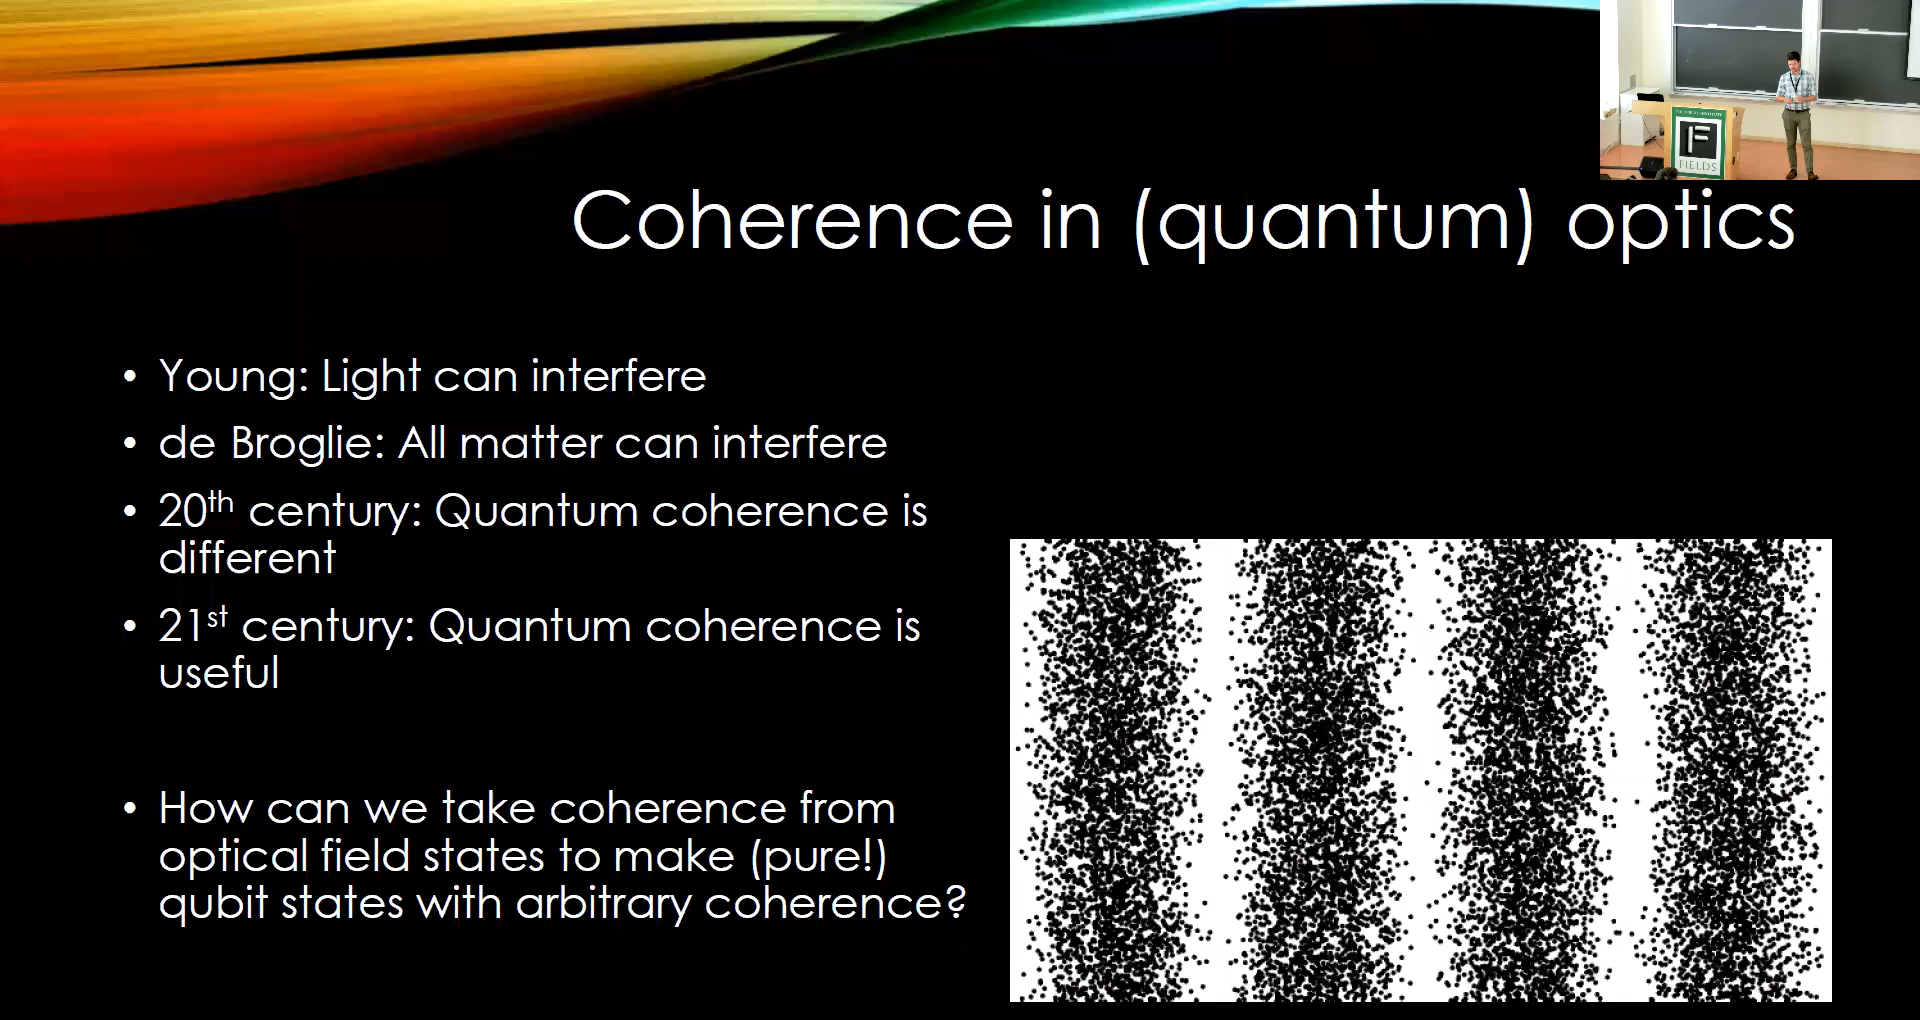 Coherence in (quantum) optics
• Young: Light can interfere
• de Broglie: All matter can interfere
• 20th century: Quantum coherence is
different
• 21st century: Quantum coherence is
useful
• How can we take coherence from
optical field states to make (pure!)
qubit states with arbitrary coherence?
F
FIELDS